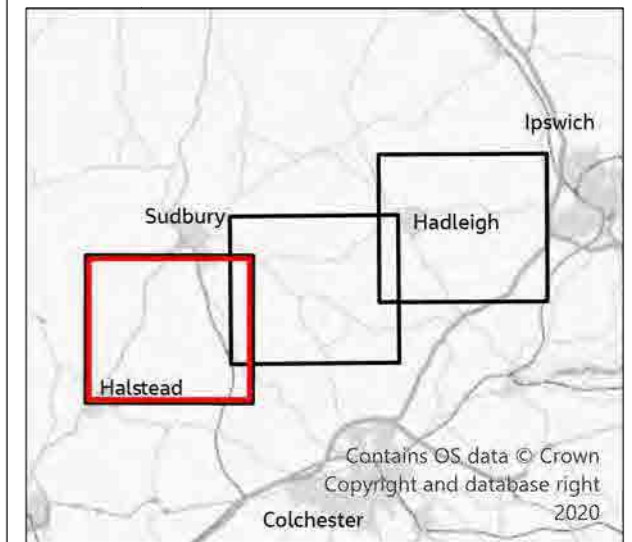 Ipswich
Sudbury
Hadleigh
Halstead
Contains OS data © Crown
Copyright and database right
2020
Colchester